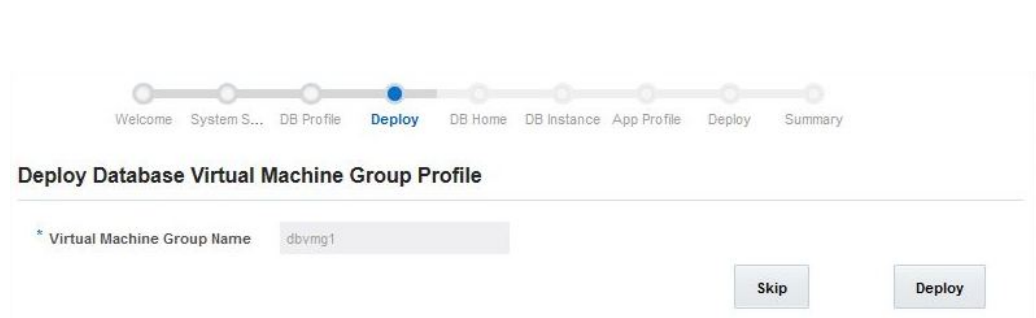 Welcome System S... DB Profile Deploy DB Home DB Instance App Profile Deploy Summary
Deploy Database Virtual Machine Group Profile
* Virtual Machine Group Name dbvmg1
Skip Deploy